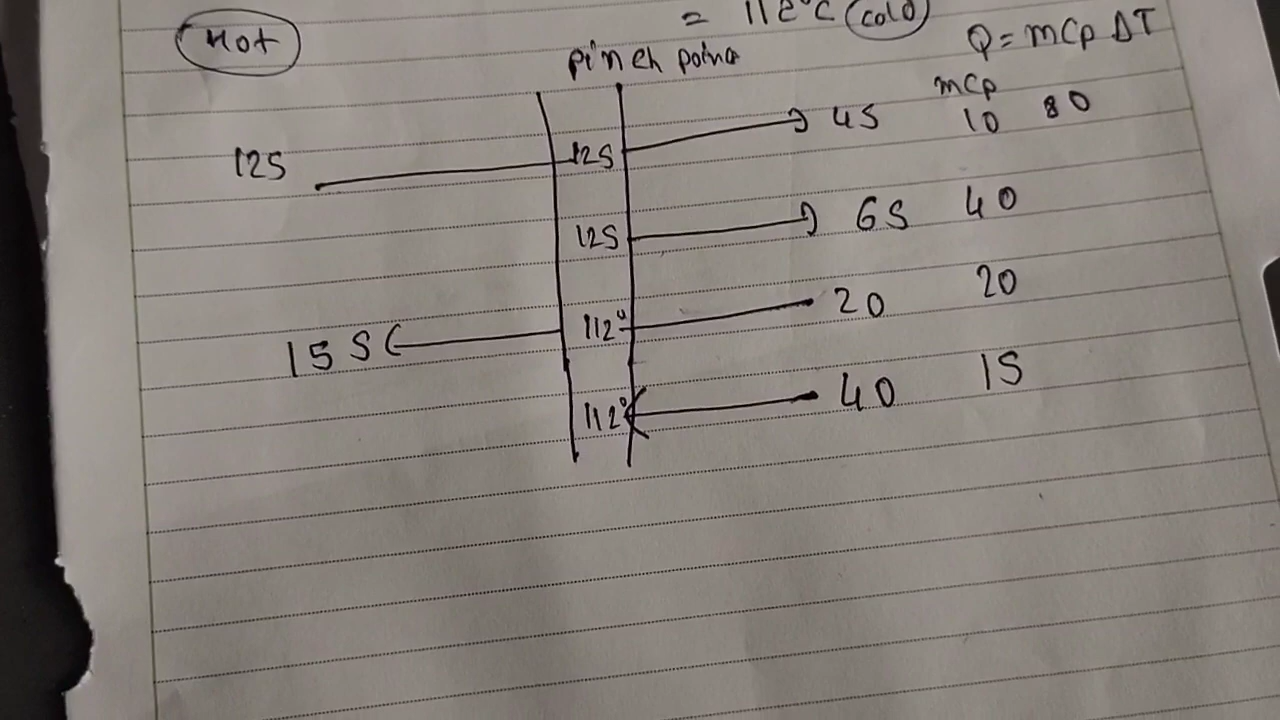 = 112°C (cold)
Hot
Q = mCp ΔT
pinch point
mCp
125 125 45 10 80
125 65 40
155 112° 20 20
112° 40 15